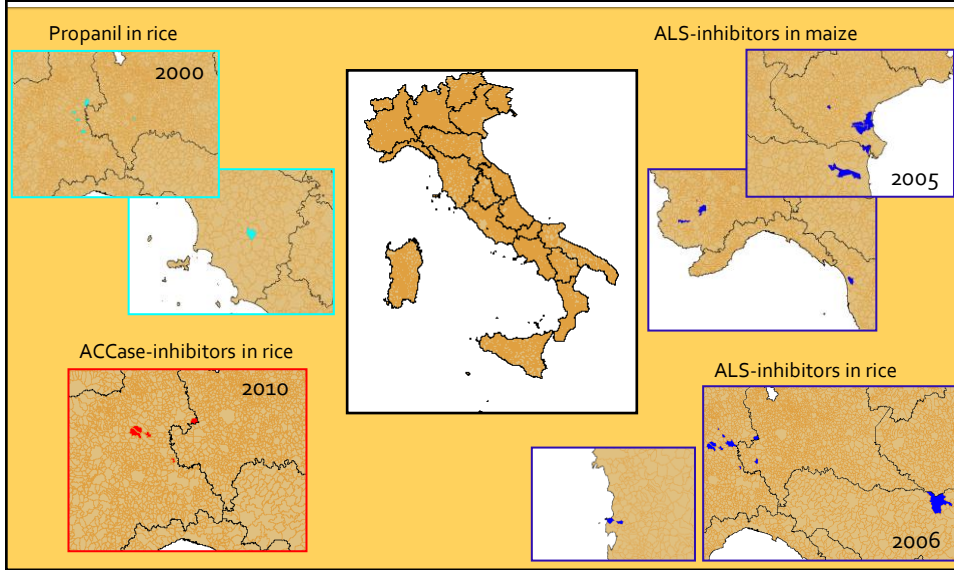 Propanil in rice
2000
ALS-inhibitors in maize
2005
ACCase-inhibitors in rice
2010
ALS-inhibitors in rice
2006